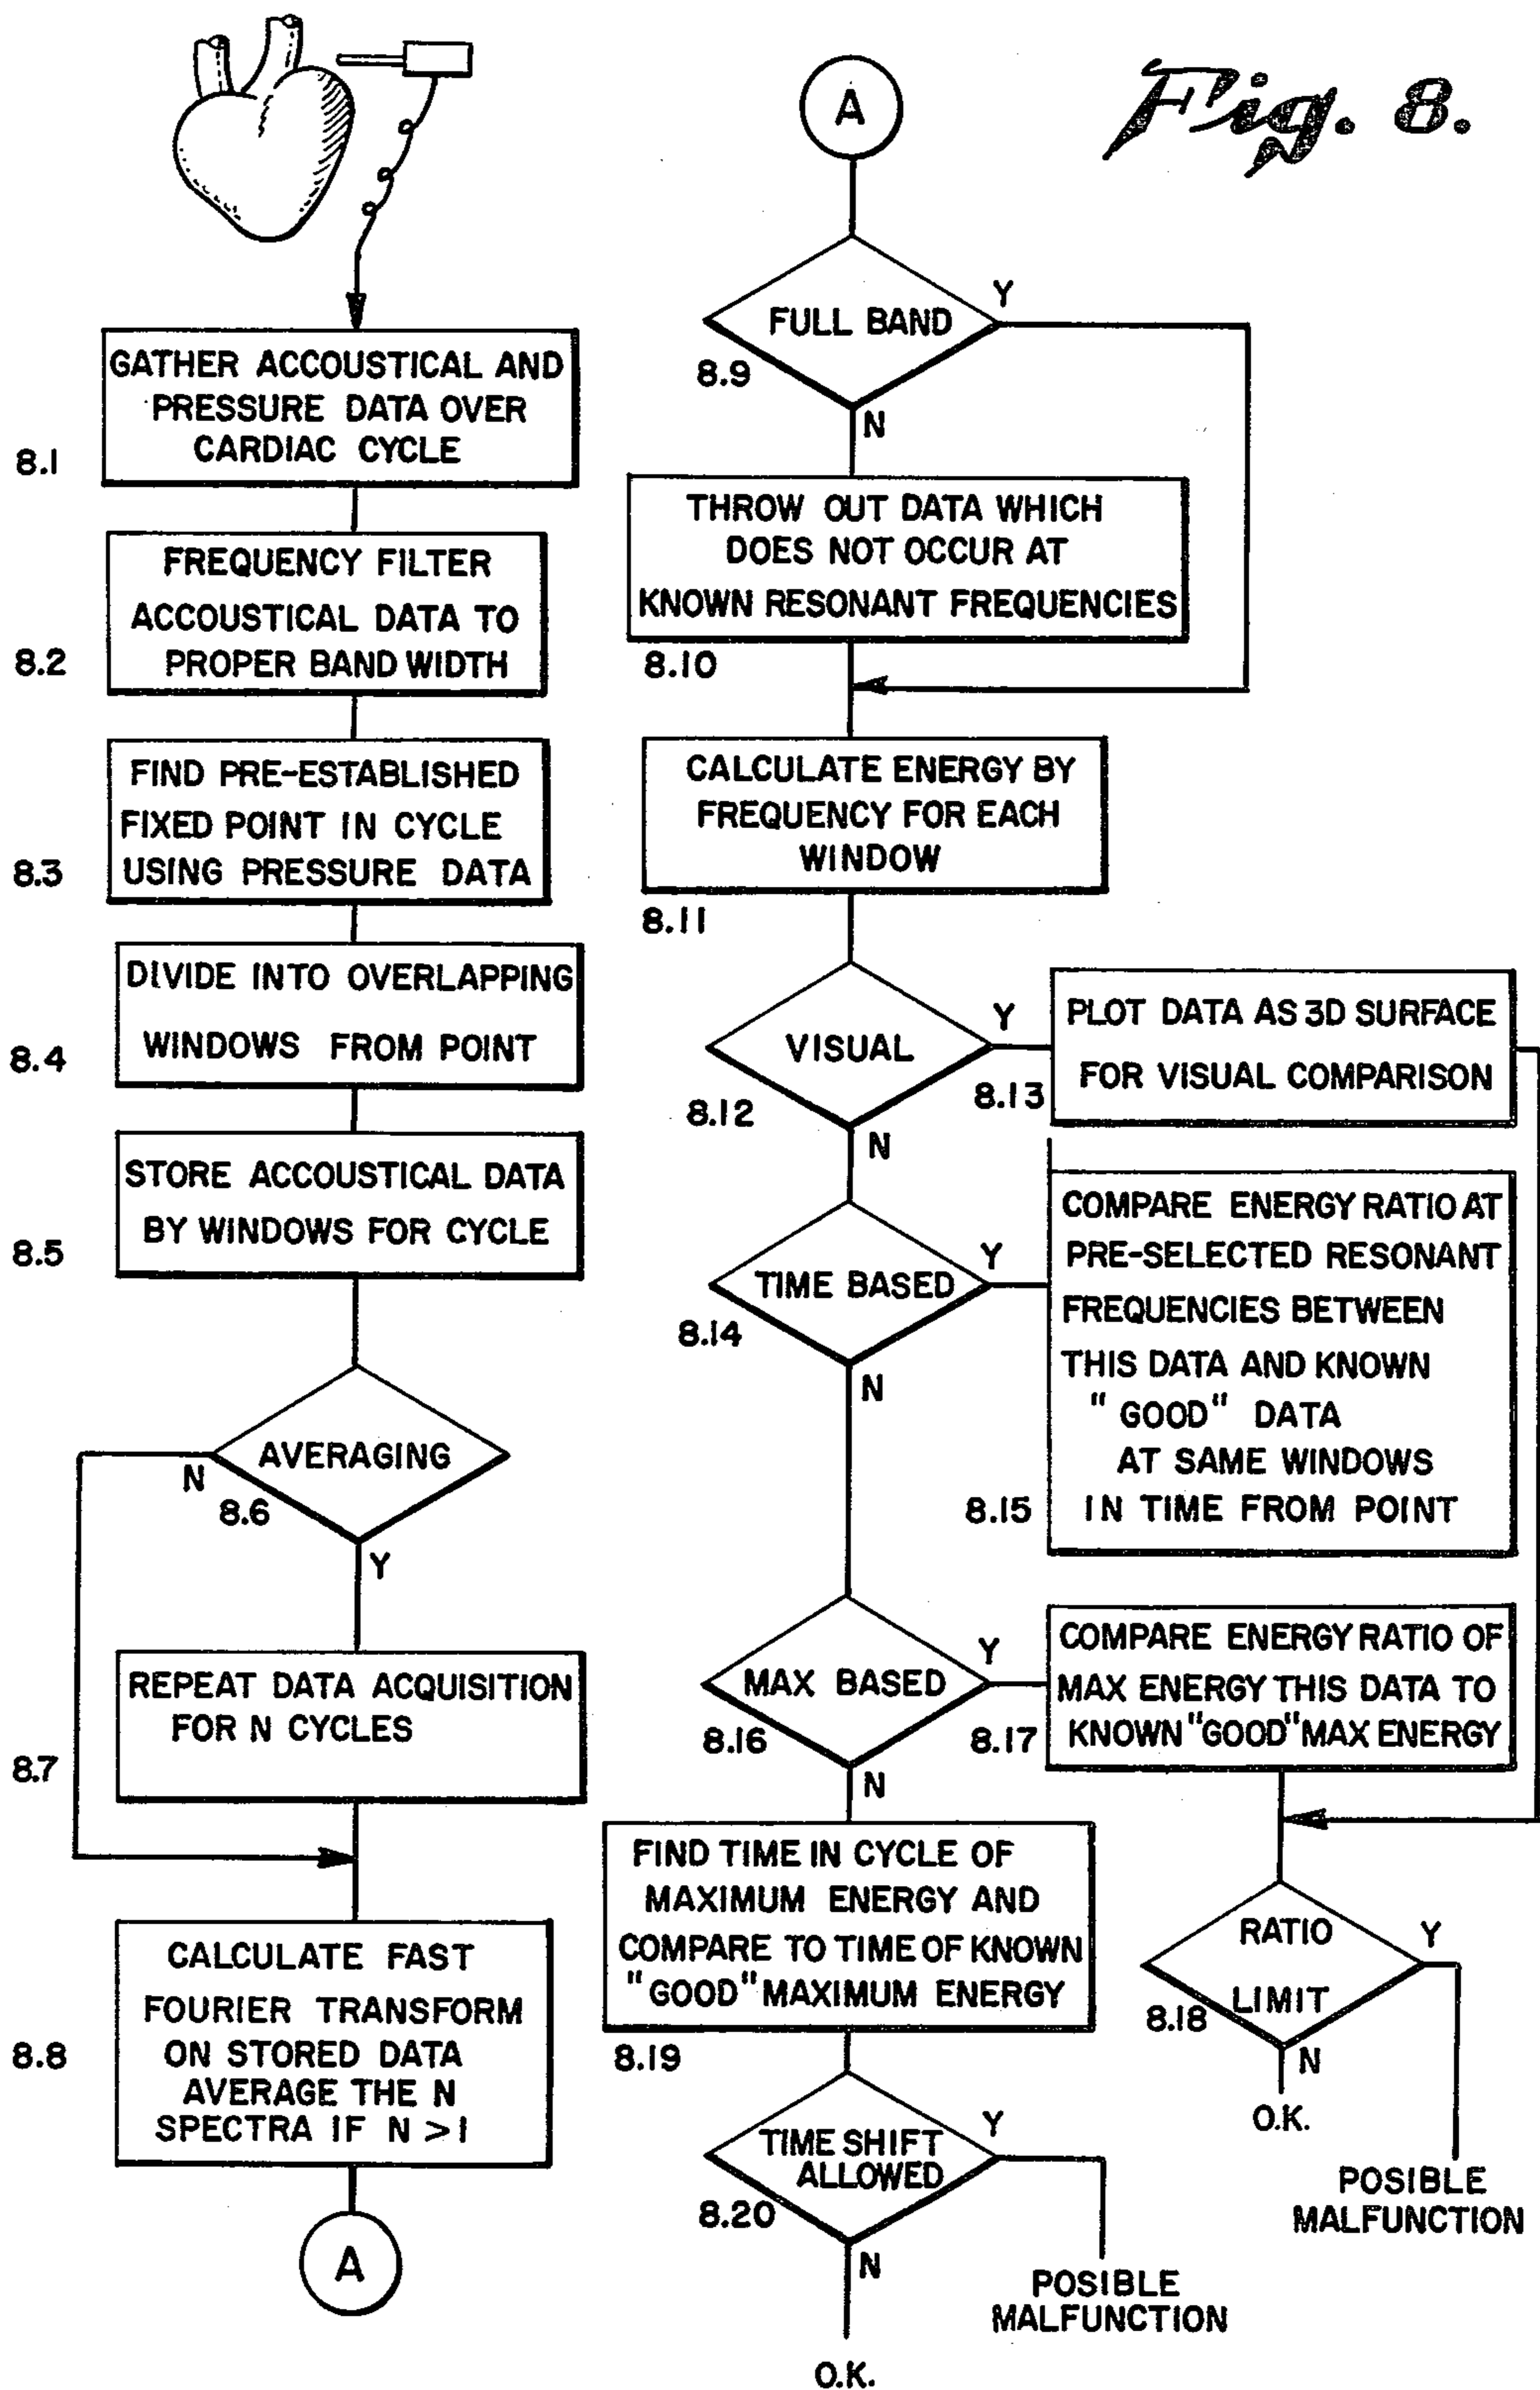 Fig. 8.
GATHER ACCOUSTICAL AND
PRESSURE DATA OVER
CARDIAC CYCLE
8.1
FREQUENCY FILTER
ACCOUSTICAL DATA TO
PROPER BAND WIDTH
8.2
FIND PRE-ESTABLISHED
FIXED POINT IN CYCLE
USING PRESSURE DATA
8.3
DIVIDE INTO OVERLAPPING
WINDOWS FROM POINT
8.4
STORE ACCOUSTICAL DATA
BY WINDOWS FOR CYCLE
8.5
AVERAGING
N
8.6
Y
REPEAT DATA ACQUISITION
FOR N CYCLES
8.7
CALCULATE FAST
FOURIER TRANSFORM
ON STORED DATA
AVERAGE THE N
SPECTRA IF N >1
8.8
A
A
FULL BAND
Y
8.9
N
THROW OUT DATA WHICH
DOES NOT OCCUR AT
KNOWN RESONANT FREQUENCIES
8.10
CALCULATE ENERGY BY
FREQUENCY FOR EACH
WINDOW
8.11
VISUAL
Y
8.12
N
PLOT DATA AS 3D SURFACE
FOR VISUAL COMPARISON
8.13
TIME BASED
Y
8.14
N
COMPARE ENERGY RATIO AT
PRE-SELECTED RESONANT
FREQUENCIES BETWEEN
THIS DATA AND KNOWN
"GOOD" DATA
AT SAME WINDOWS
IN TIME FROM POINT
8.15
MAX BASED
Y
8.16
N
COMPARE ENERGY RATIO OF
MAX ENERGY THIS DATA TO
KNOWN "GOOD" MAX ENERGY
8.17
RATIO
LIMIT
Y
8.18
N
O.K.
POSIBLE
MALFUNCTION
FIND TIME IN CYCLE OF
MAXIMUM ENERGY AND
COMPARE TO TIME OF KNOWN
"GOOD" MAXIMUM ENERGY
8.19
TIME SHIFT
ALLOWED
Y
8.20
N
POSIBLE
MALFUNCTION
O.K.